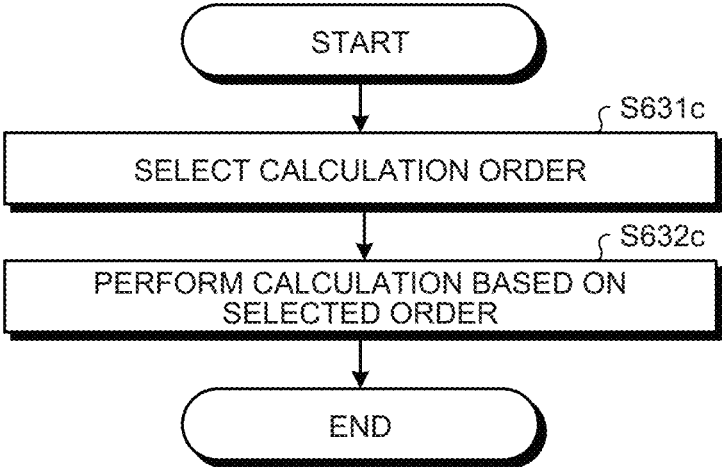 START
S631c
SELECT CALCULATION ORDER
S632c
PERFORM CALCULATION BASED ON
SELECTED ORDER
END